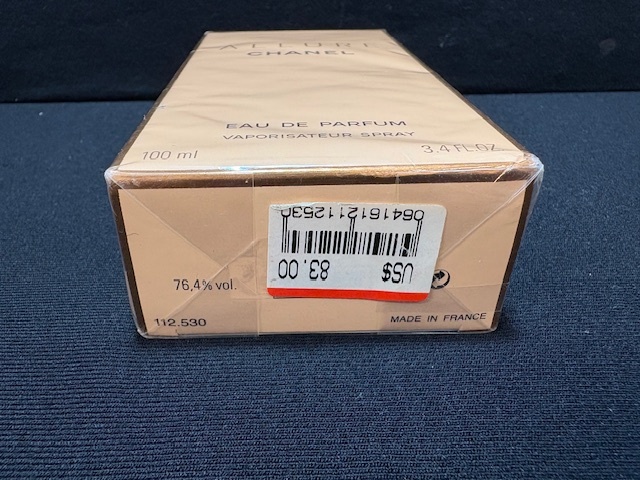 ALLURE
CHANEL
EAU DE PARFUM
VAPORISATEUR SPRAY
100 ml
3.4 FL.OZ
0641612112530
US$ 83.00
76,4% vol.
112.530
MADE IN FRANCE